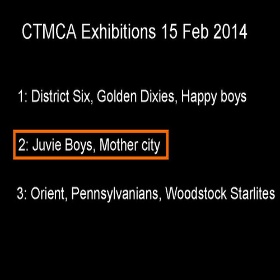 CTMCA Exhibitions 15 Feb 2014
1: District Six, Golden Dixies, Happy boys
2: Juvie Boys, Mother city
3: Orient, Pennsylvanians, Woodstock Starlites